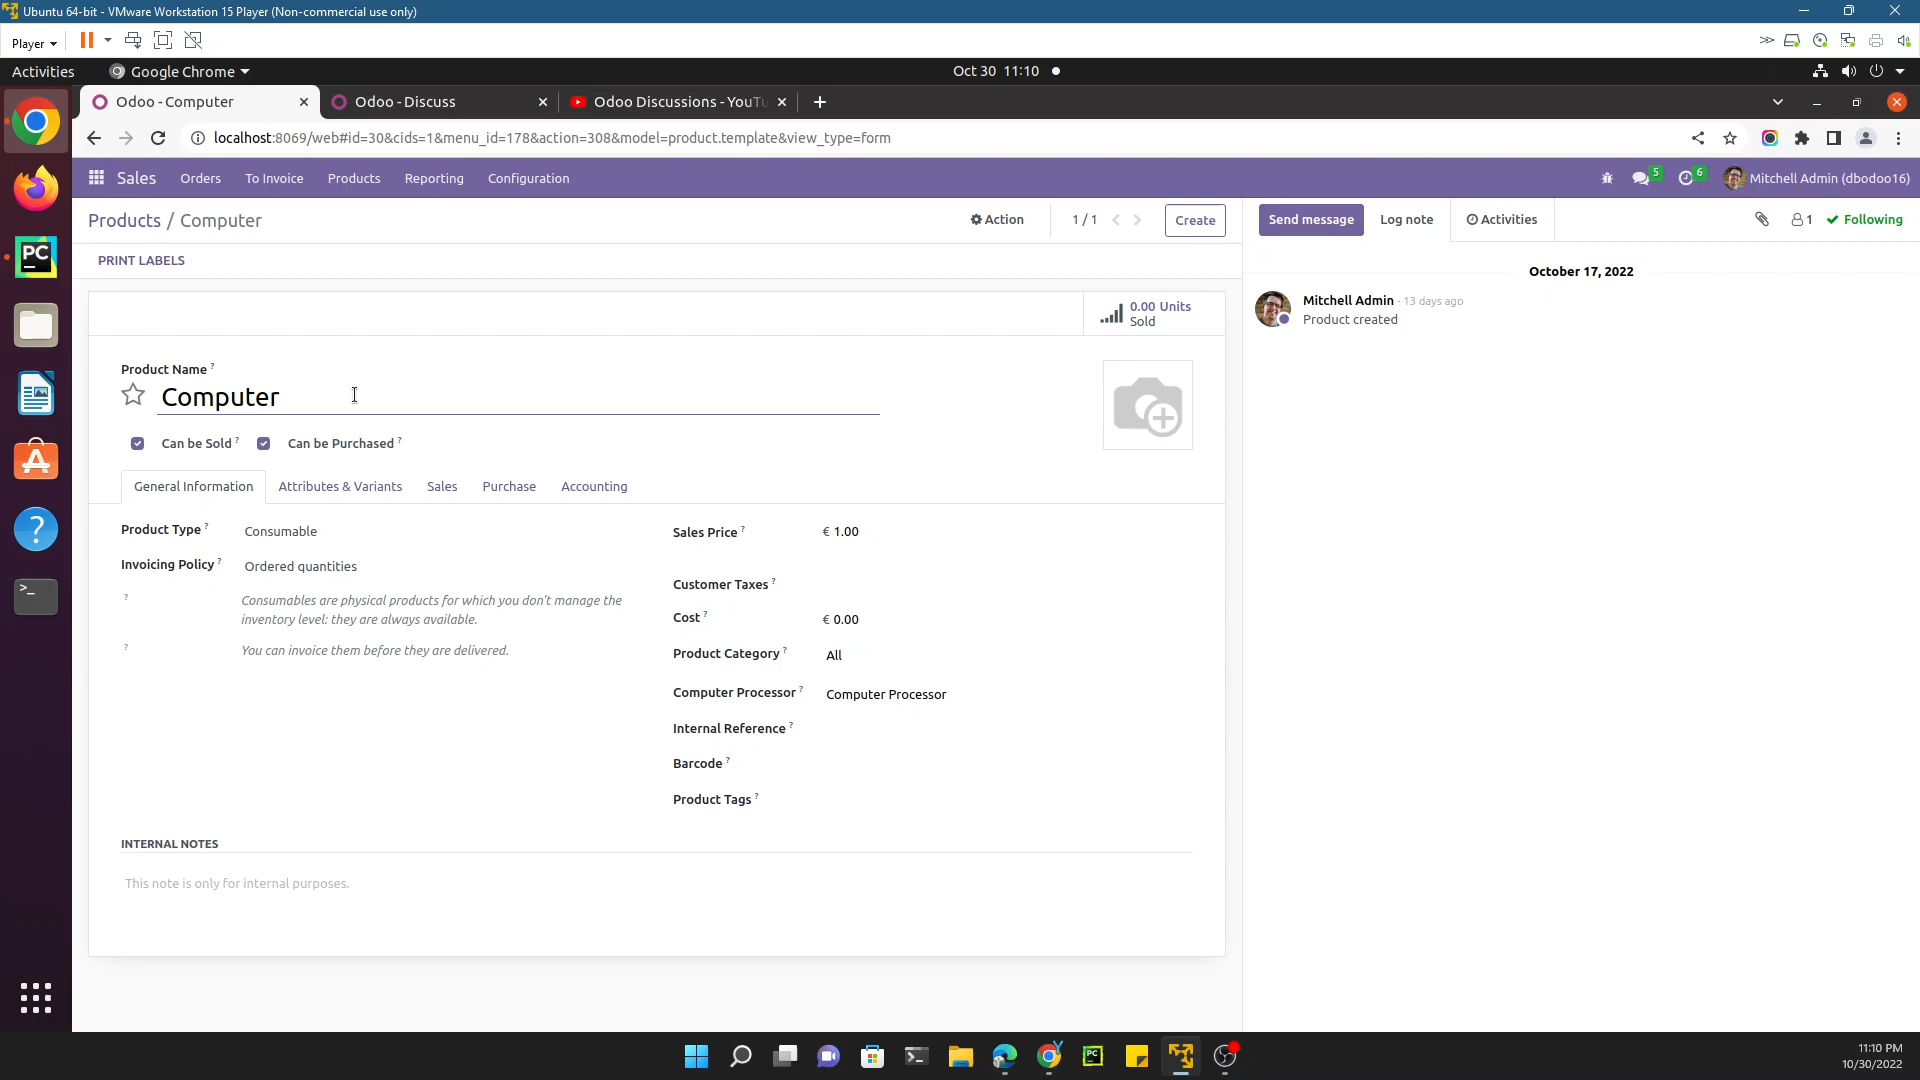 Ubuntu 64-bit - VMware Workstation 15 Player (Non-commercial use only)
Player
Activities
Google Chrome
Oct 30 11:10
Odoo - Computer
Odoo - Discuss
Odoo Discussions - YouTu
localhost:8069/web#id=30&cids=1&menu_id=178&action=308&model=product.template&view_type=form
Sales
Orders
To Invoice
Products
Reporting
Configuration
5
6
Mitchell Admin (dbodoo16)
Products / Computer
Action
1 / 1
Create
Send message
Log note
Activities
1
Following
PRINT LABELS
October 17, 2022
Mitchell Admin - 13 days ago
Product created
0.00 Units
Sold
Product Name ?
Computer
Can be Sold ?
Can be Purchased ?
General Information
Attributes & Variants
Sales
Purchase
Accounting
Product Type ?
Consumable
Invoicing Policy ?
Ordered quantities
?
Consumables are physical products for which you don't manage the
inventory level: they are always available.
?
You can invoice them before they are delivered.
Sales Price ?
€ 1.00
Customer Taxes ?
Cost ?
€ 0.00
Product Category ?
All
Computer Processor ?
Computer Processor
Internal Reference ?
Barcode ?
Product Tags ?
INTERNAL NOTES
This note is only for internal purposes.
PC
11:10 PM
10/30/2022